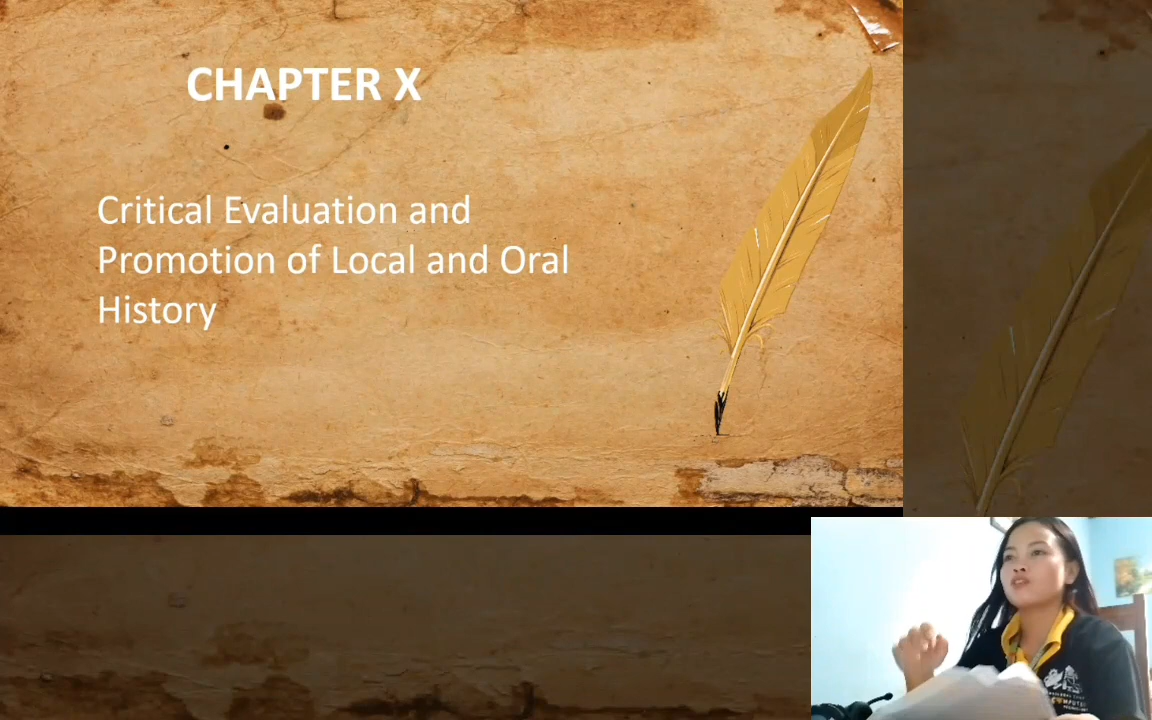 CHAPTER X
Critical Evaluation and
Promotion of Local and Oral
History